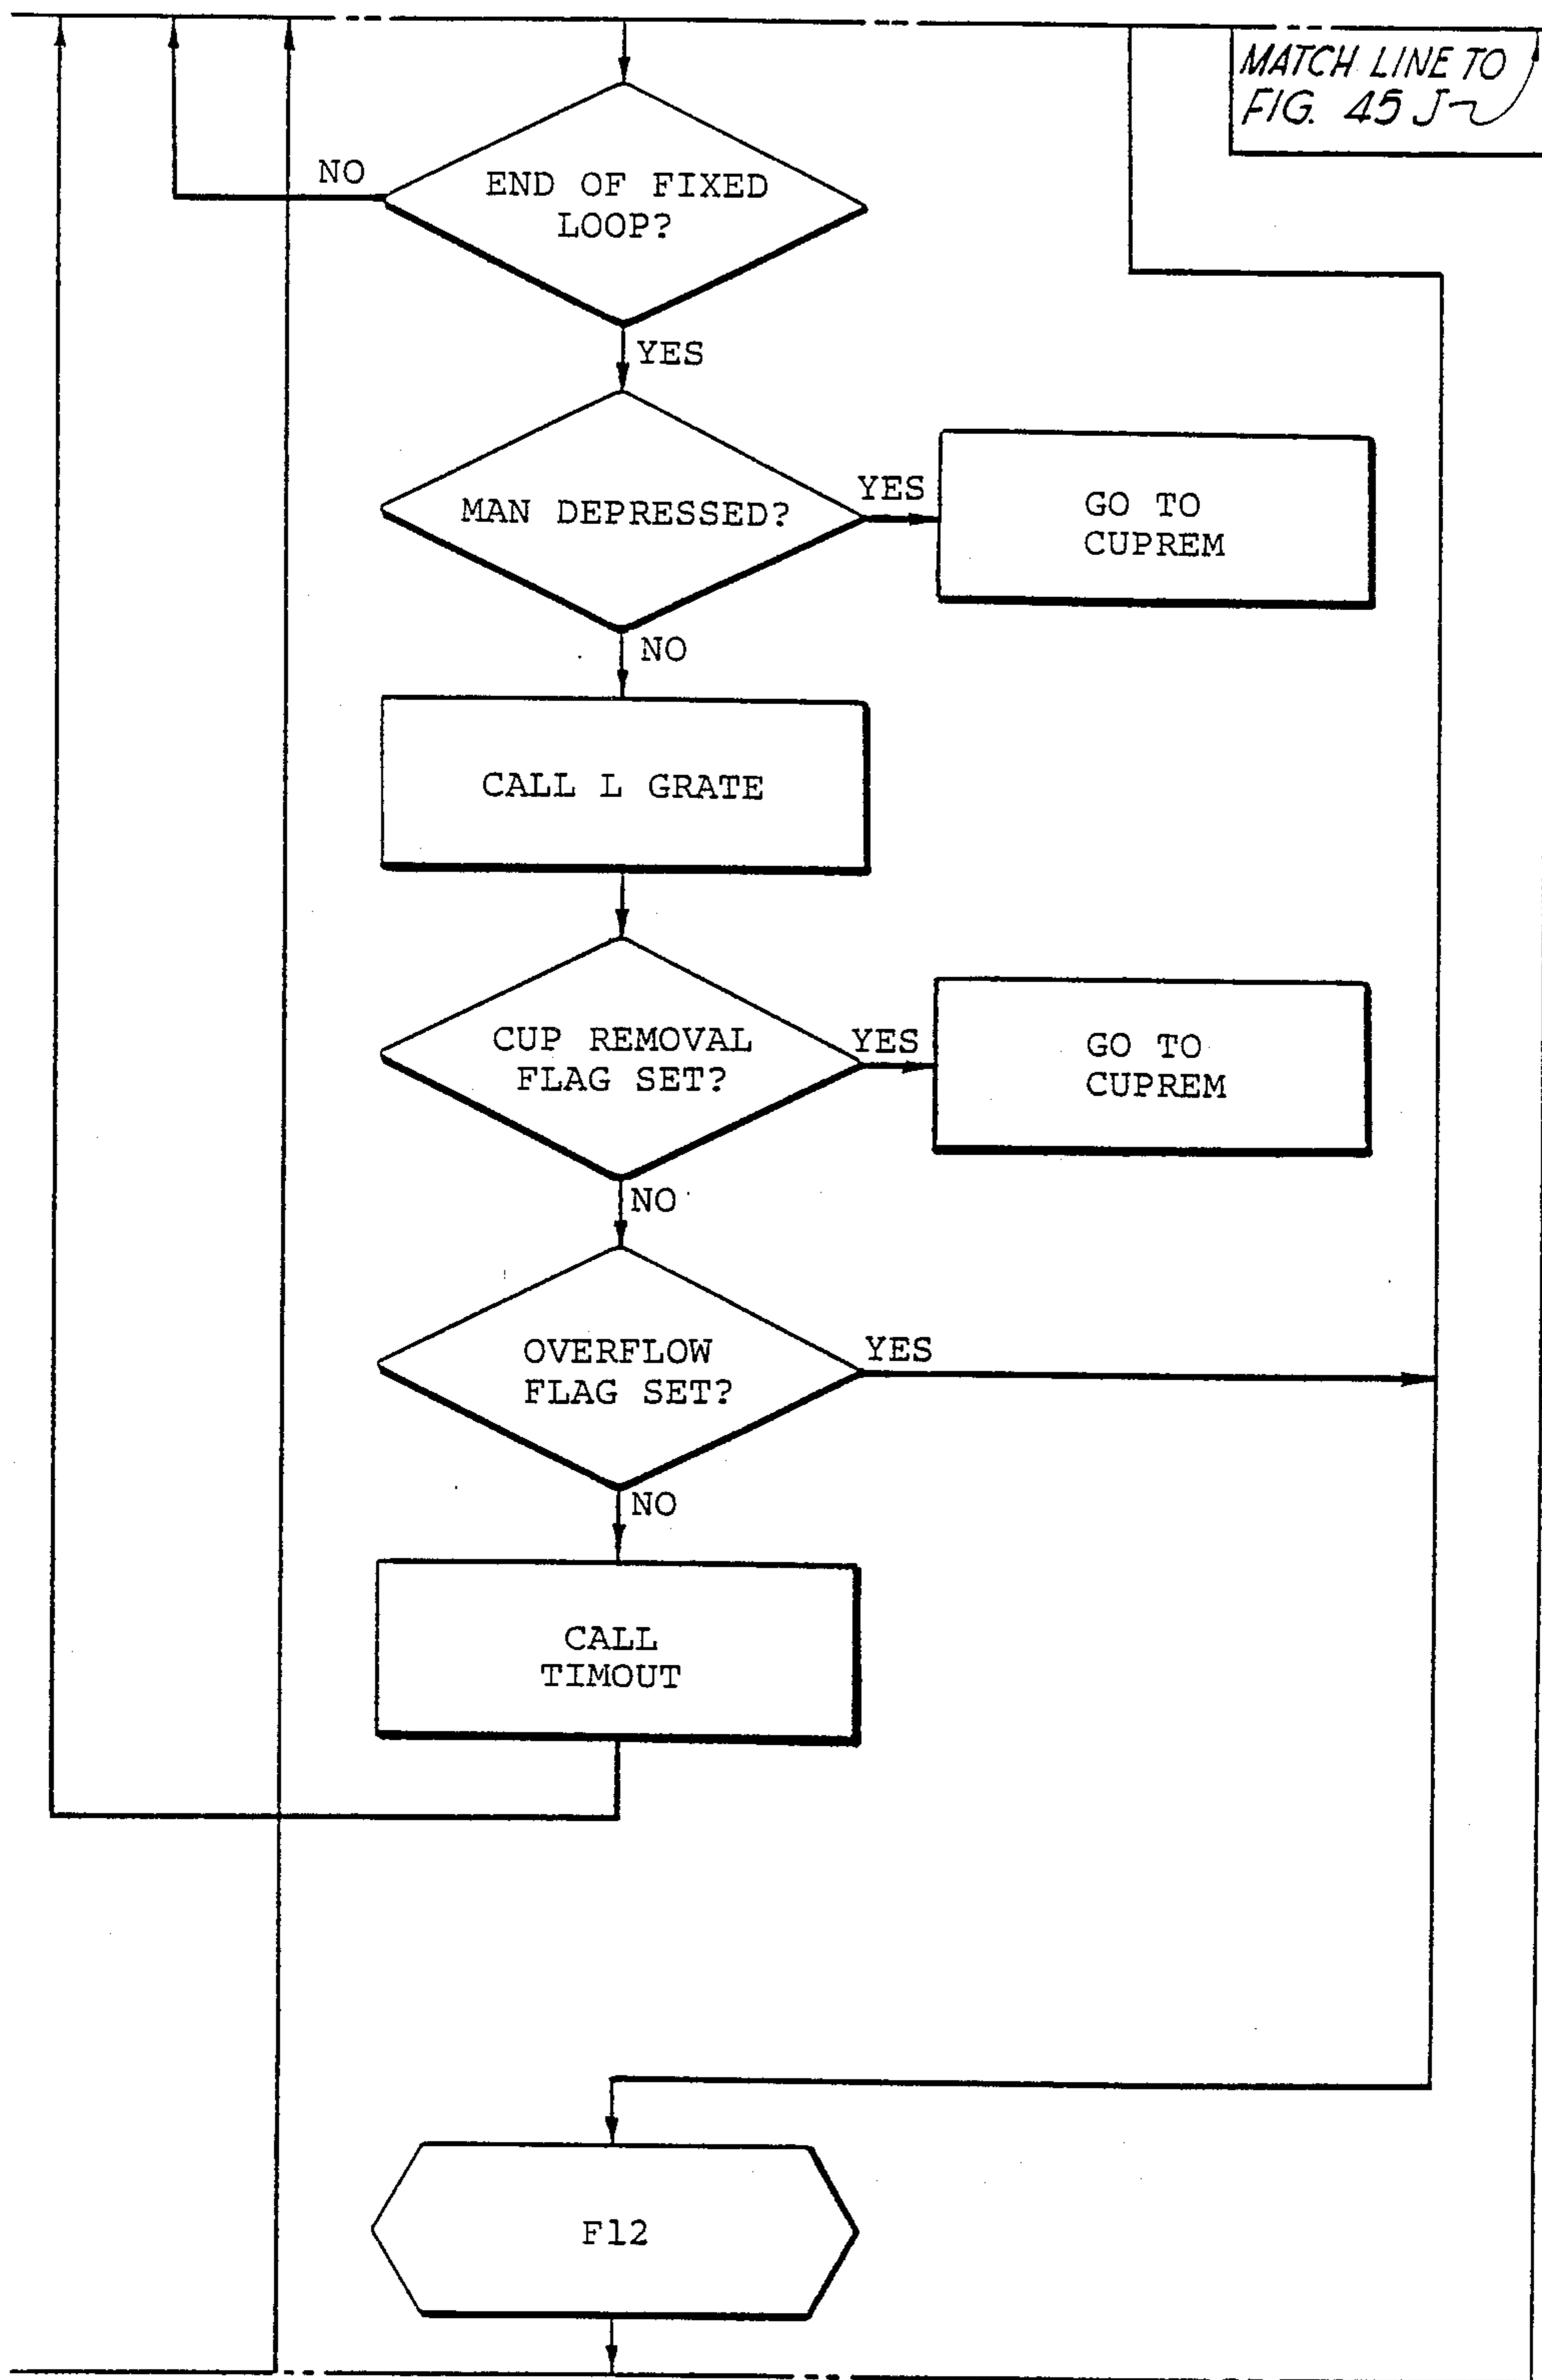 MATCH LINE TO
FIG. 45 J
NO
END OF FIXED
LOOP?
YES
MAN DEPRESSED?
YES
GO TO
CUPREM
NO
CALL L GRATE
CUP REMOVAL
FLAG SET?
YES
GO TO
CUPREM
NO
OVERFLOW
FLAG SET?
YES
NO
CALL
TIMOUT
F12